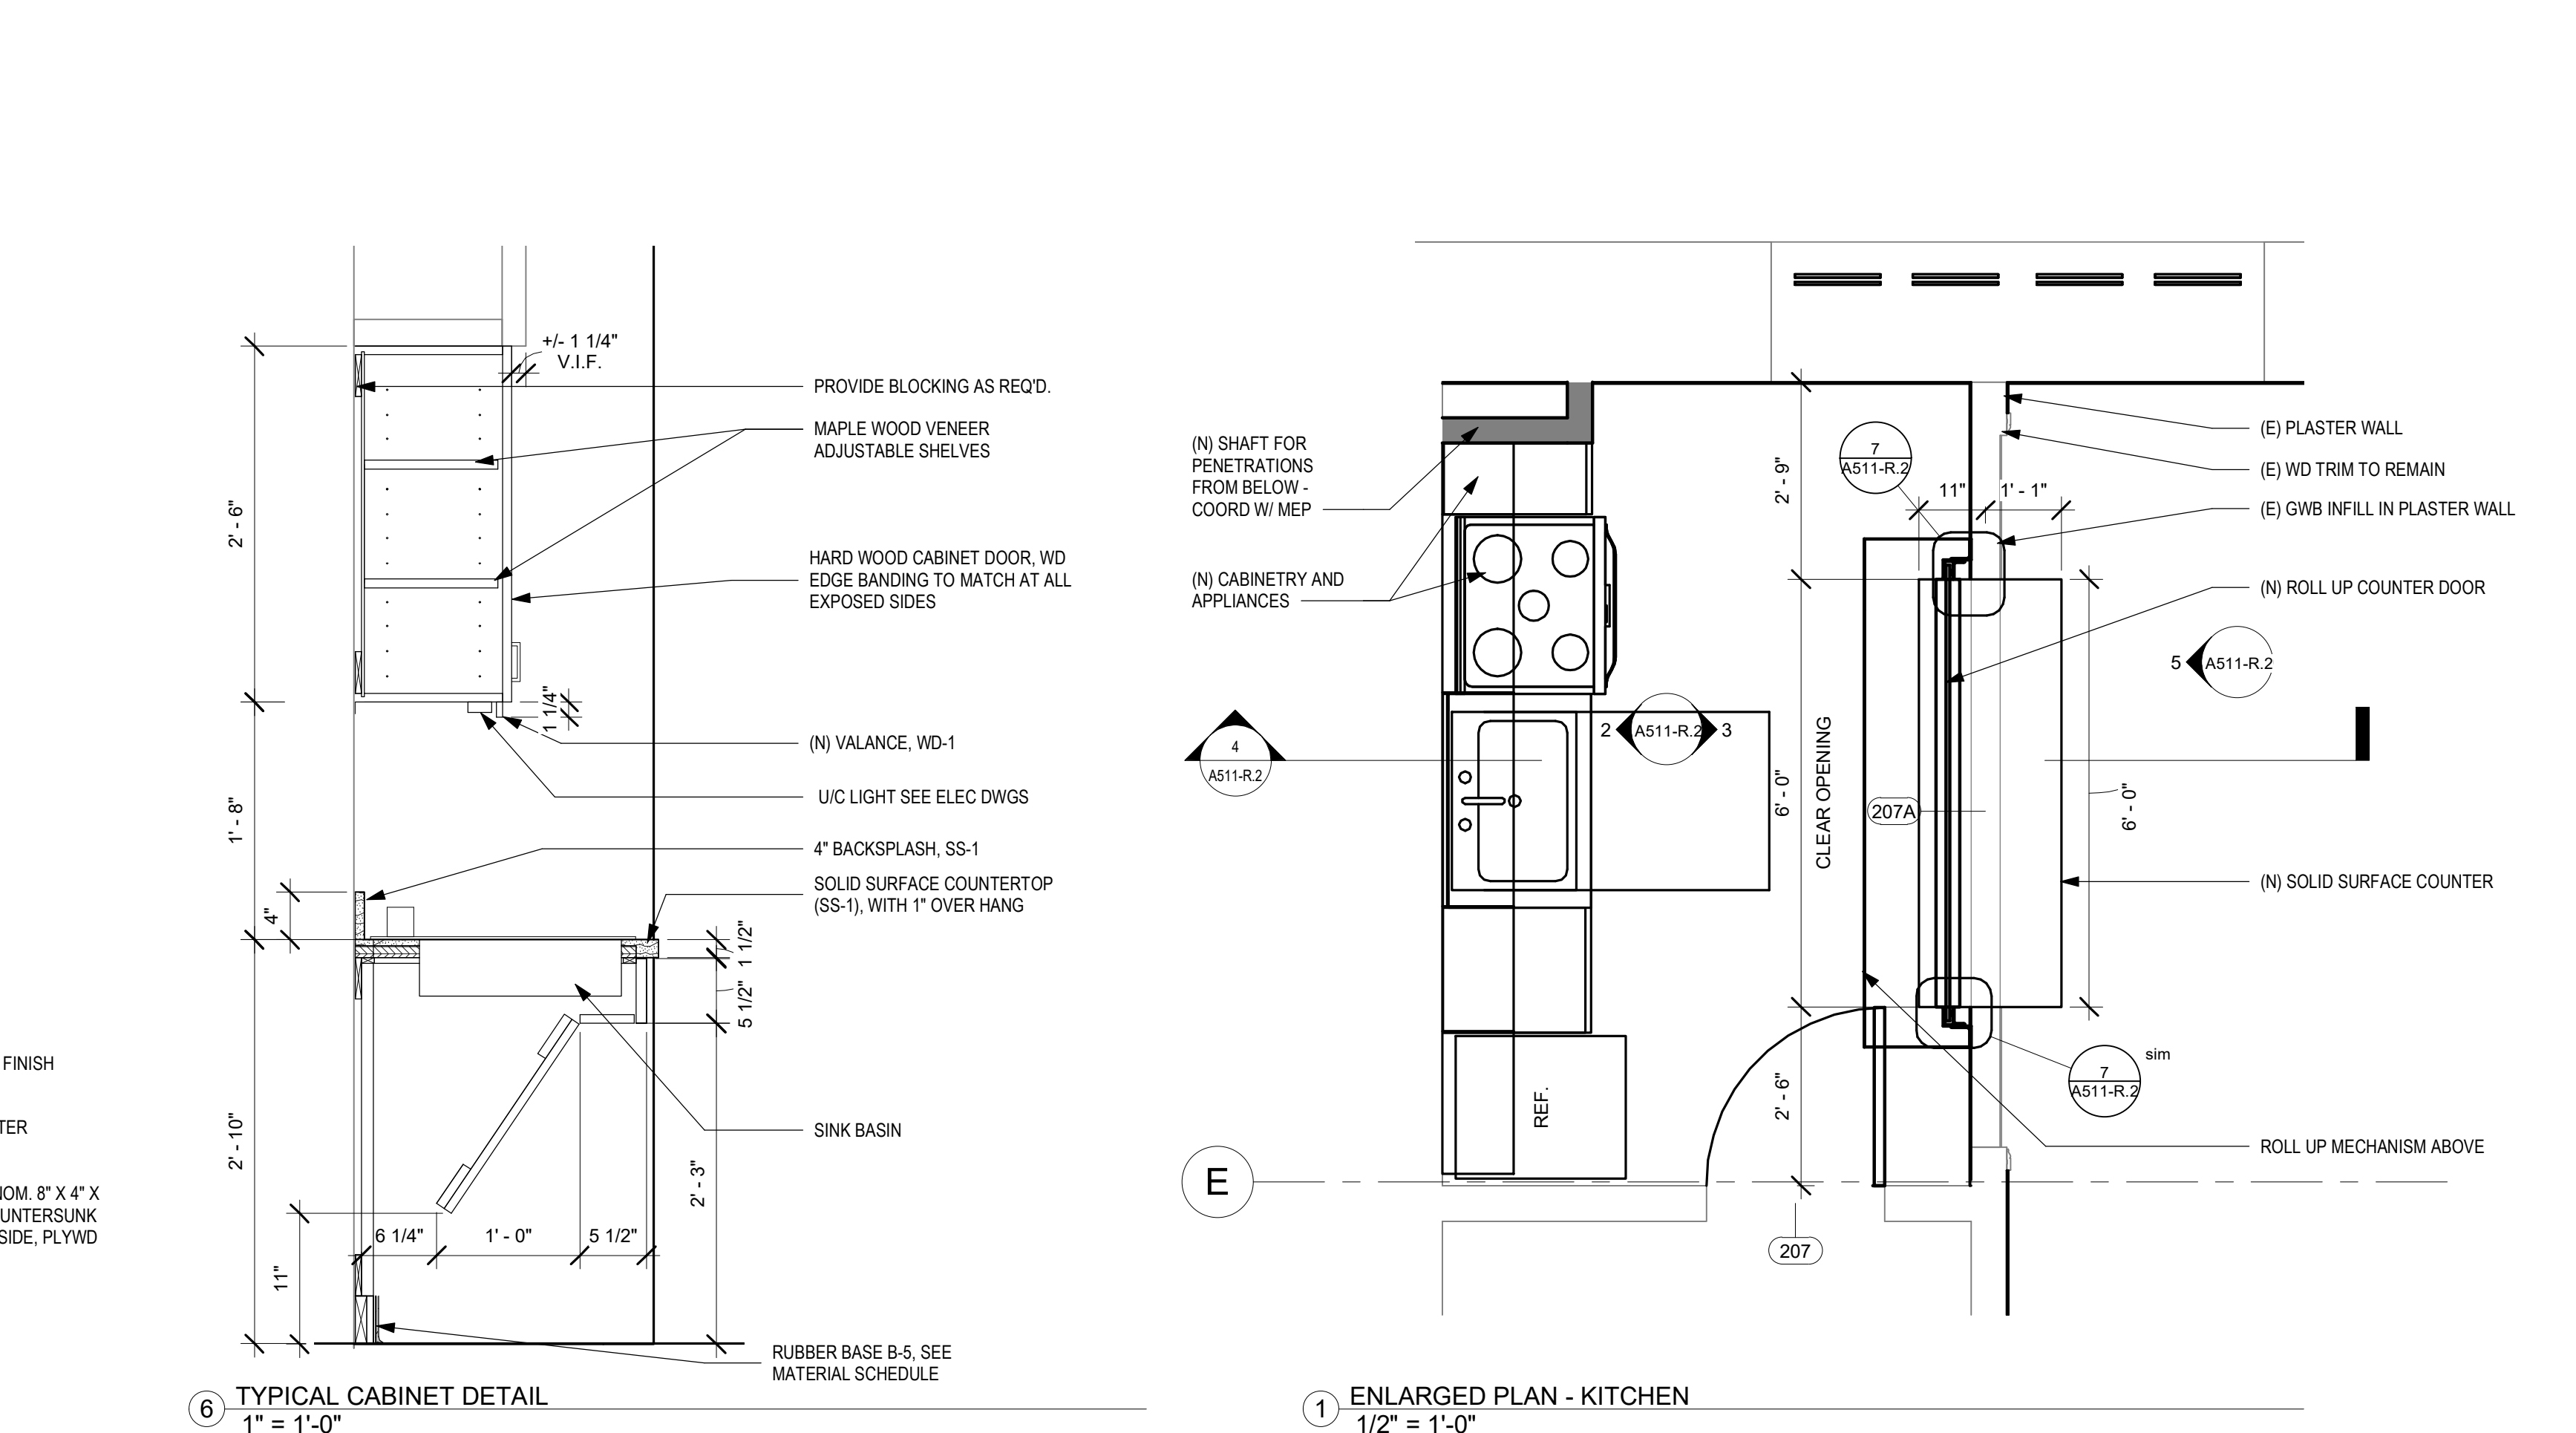 +/- 1 1/4"
V.I.F.
PROVIDE BLOCKING AS REQ'D.
MAPLE WOOD VENEER
ADJUSTABLE SHELVES
2' - 6"
HARD WOOD CABINET DOOR, WD
EDGE BANDING TO MATCH AT ALL
EXPOSED SIDES
1 1/4"
(N) VALANCE, WD-1
U/C LIGHT SEE ELEC DWGS
1' - 8"
4" BACKSPLASH, SS-1
SOLID SURFACE COUNTERTOP
(SS-1), WITH 1" OVER HANG
4"
1 1/2"
5 1/2"
FINISH
TER
2' - 10"
SINK BASIN
2' - 3"
NOM. 8" X 4" X
UNTERSUNK
SIDE, PLYWD
6 1/4"
1' - 0"
5 1/2"
11"
RUBBER BASE B-5, SEE
MATERIAL SCHEDULE
6
TYPICAL CABINET DETAIL
1" = 1'-0"
(N) SHAFT FOR
PENETRATIONS
FROM BELOW -
COORD W/ MEP
(N) CABINETRY AND
APPLIANCES
2' - 9"
7
A511-R.2
11"
1' - 1"
(E) PLASTER WALL
(E) WD TRIM TO REMAIN
(E) GWB INFILL IN PLASTER WALL
(N) ROLL UP COUNTER DOOR
5
A511-R.2
4
A511-R.2
2
A511-R.2
3
6' - 0"
CLEAR OPENING
207A
6' - 0"
(N) SOLID SURFACE COUNTER
sim
7
A511-R.2
REF.
2' - 6"
ROLL UP MECHANISM ABOVE
E
207
1
ENLARGED PLAN - KITCHEN
1/2" = 1'-0"